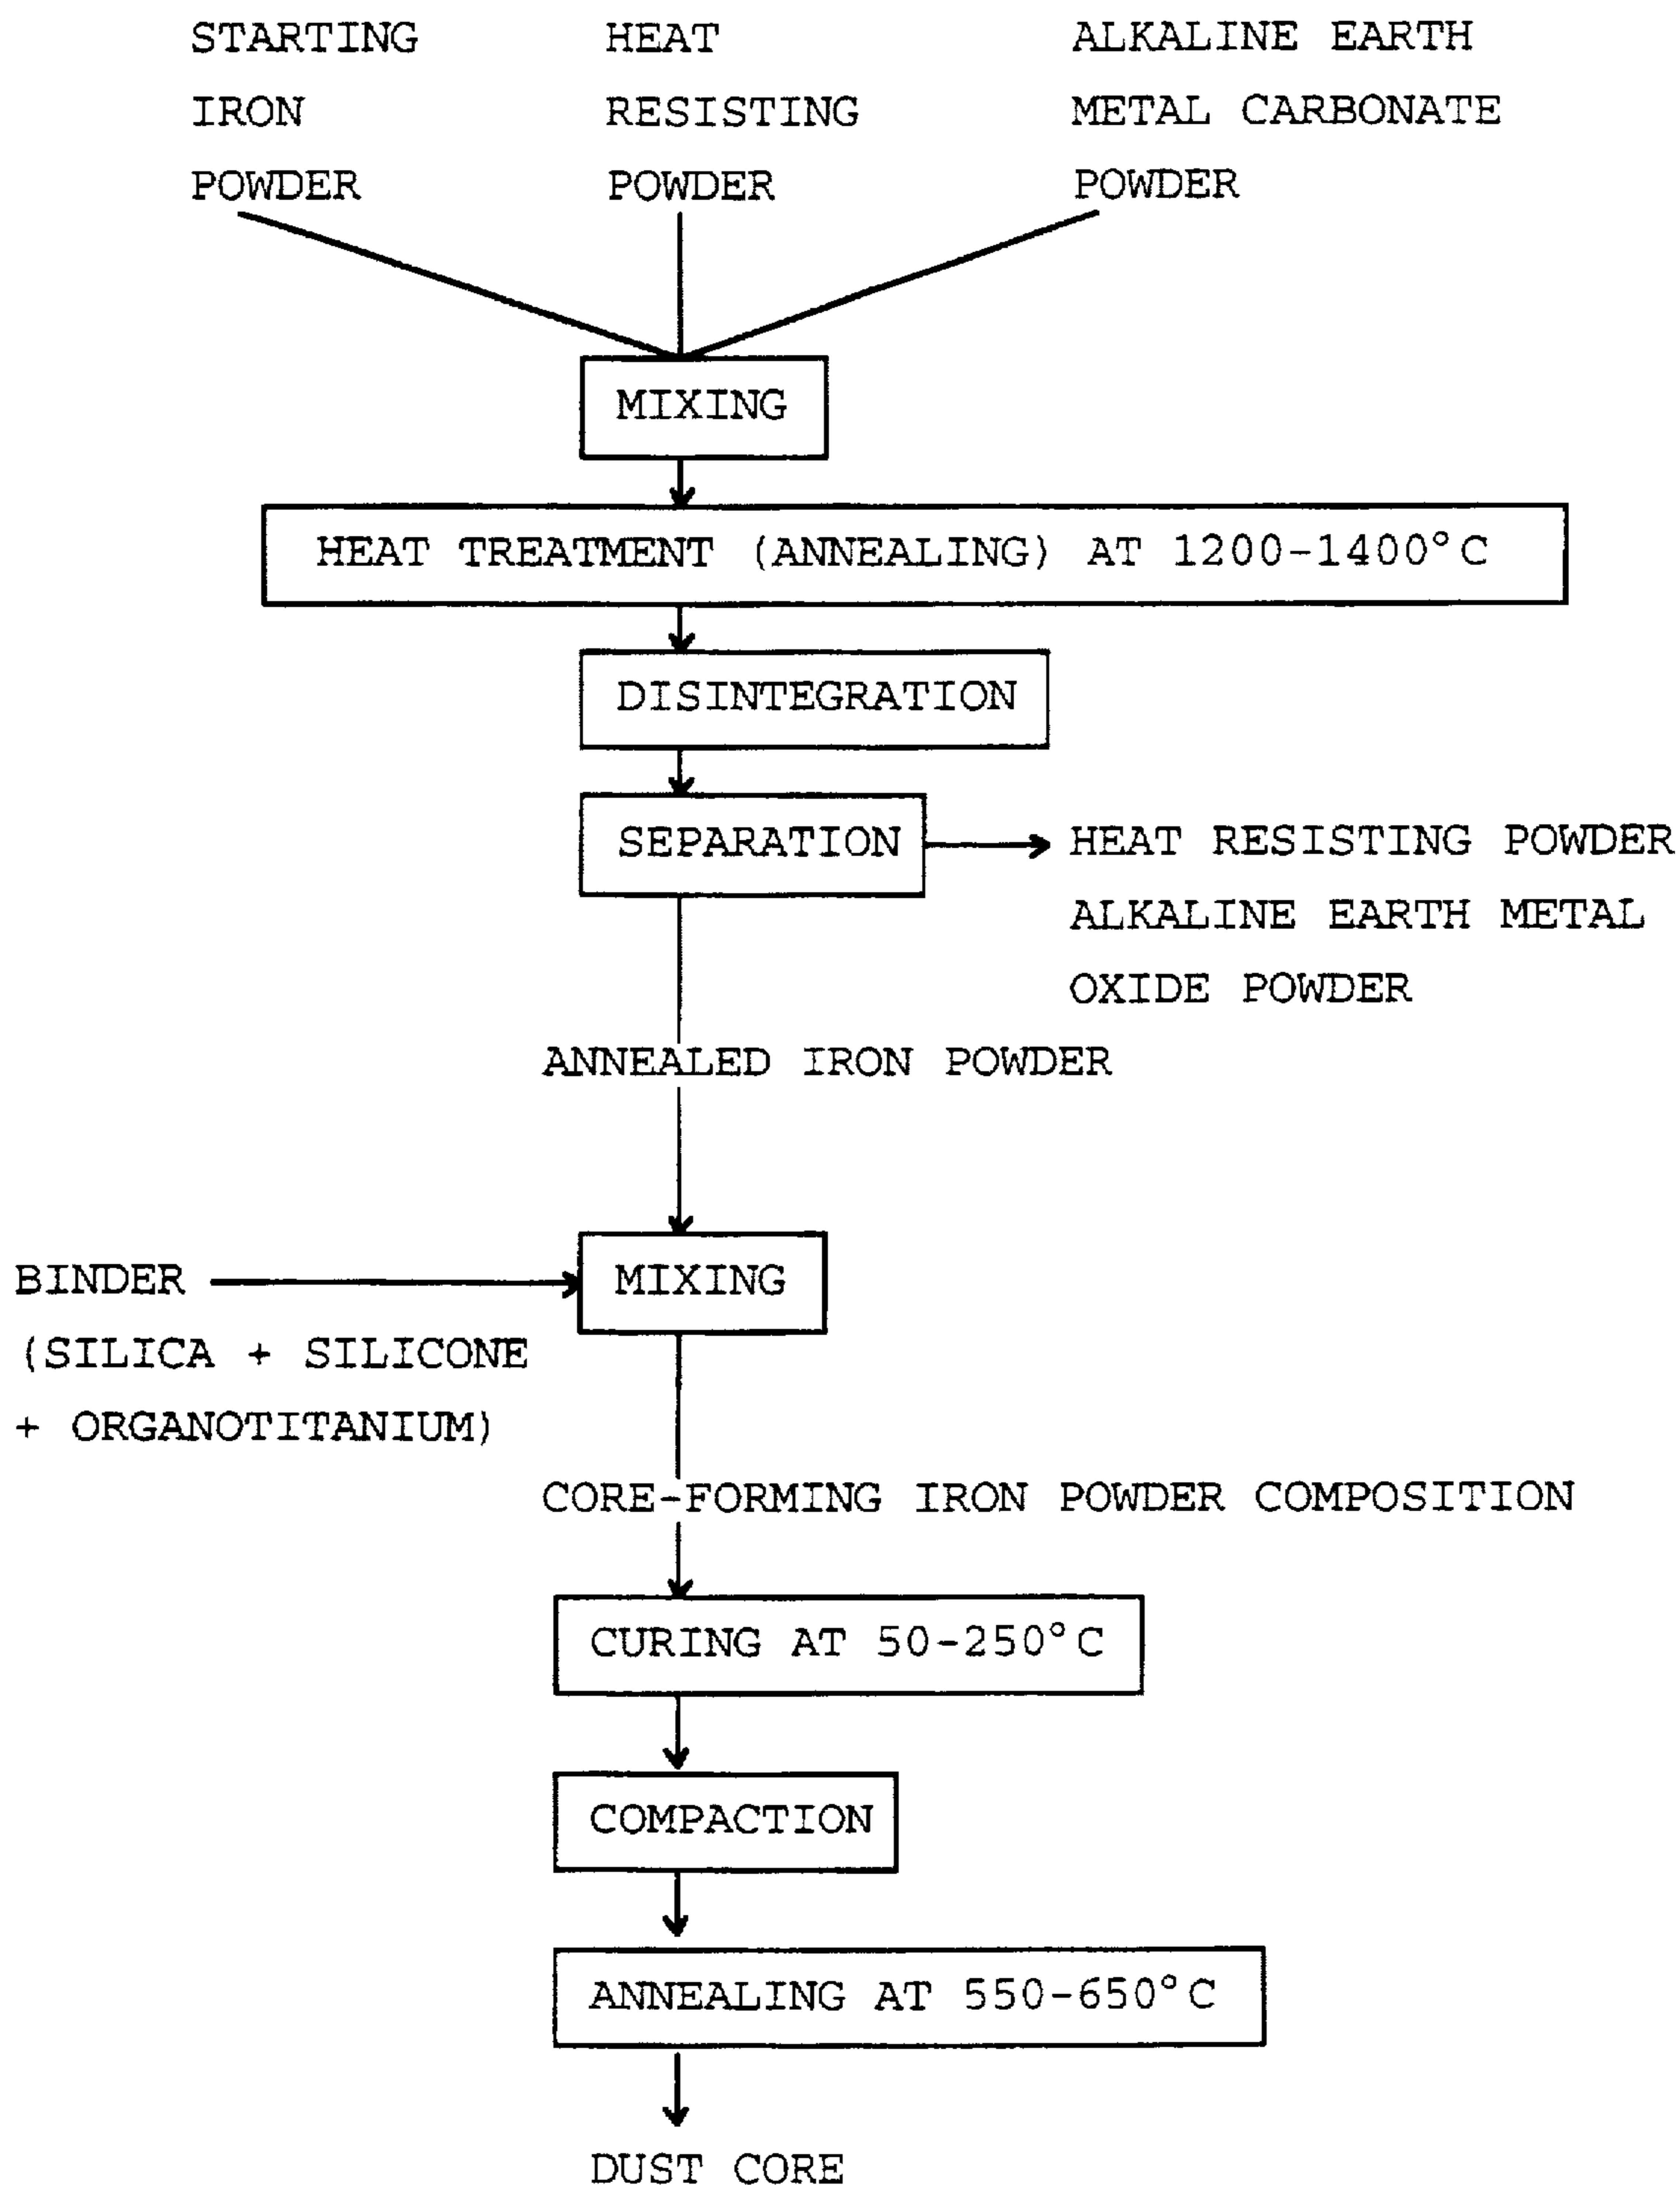 STARTING
IRON
POWDER
HEAT
RESISTING
POWDER
ALKALINE EARTH
METAL CARBONATE
POWDER
MIXING
HEAT TREATMENT (ANNEALING) AT 1200-1400°C
DISINTEGRATION
SEPARATION
HEAT RESISTING POWDER
ALKALINE EARTH METAL
OXIDE POWDER
ANNEALED IRON POWDER
BINDER
(SILICA + SILICONE
+ ORGANOTITANIUM)
MIXING
CORE-FORMING IRON POWDER COMPOSITION
CURING AT 50-250°C
COMPACTION
ANNEALING AT 550-650°C
DUST CORE